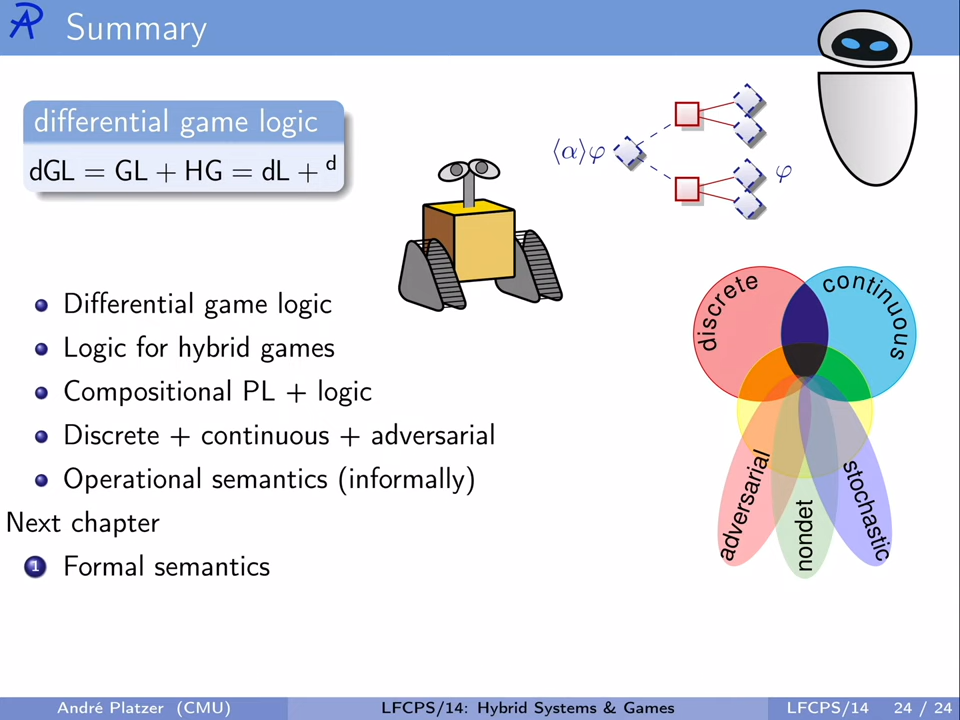 Summary
differential game logic
dGL = GL + HG = dL + d
⟨α⟩φ
φ
Differential game logic
Logic for hybrid games
Compositional PL + logic
Discrete + continuous + adversarial
Operational semantics (informally)
Next chapter
1 Formal semantics
discrete
continuous
adversarial
nondet
stochastic
André Platzer (CMU)
LFCPS/14: Hybrid Systems & Games
LFCPS/14
24 / 24